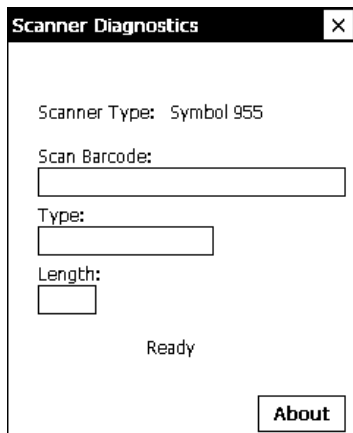 Scanner Diagnostics
Scanner Type: Symbol 955
Scan Barcode:
Type:
Length:
Ready
About